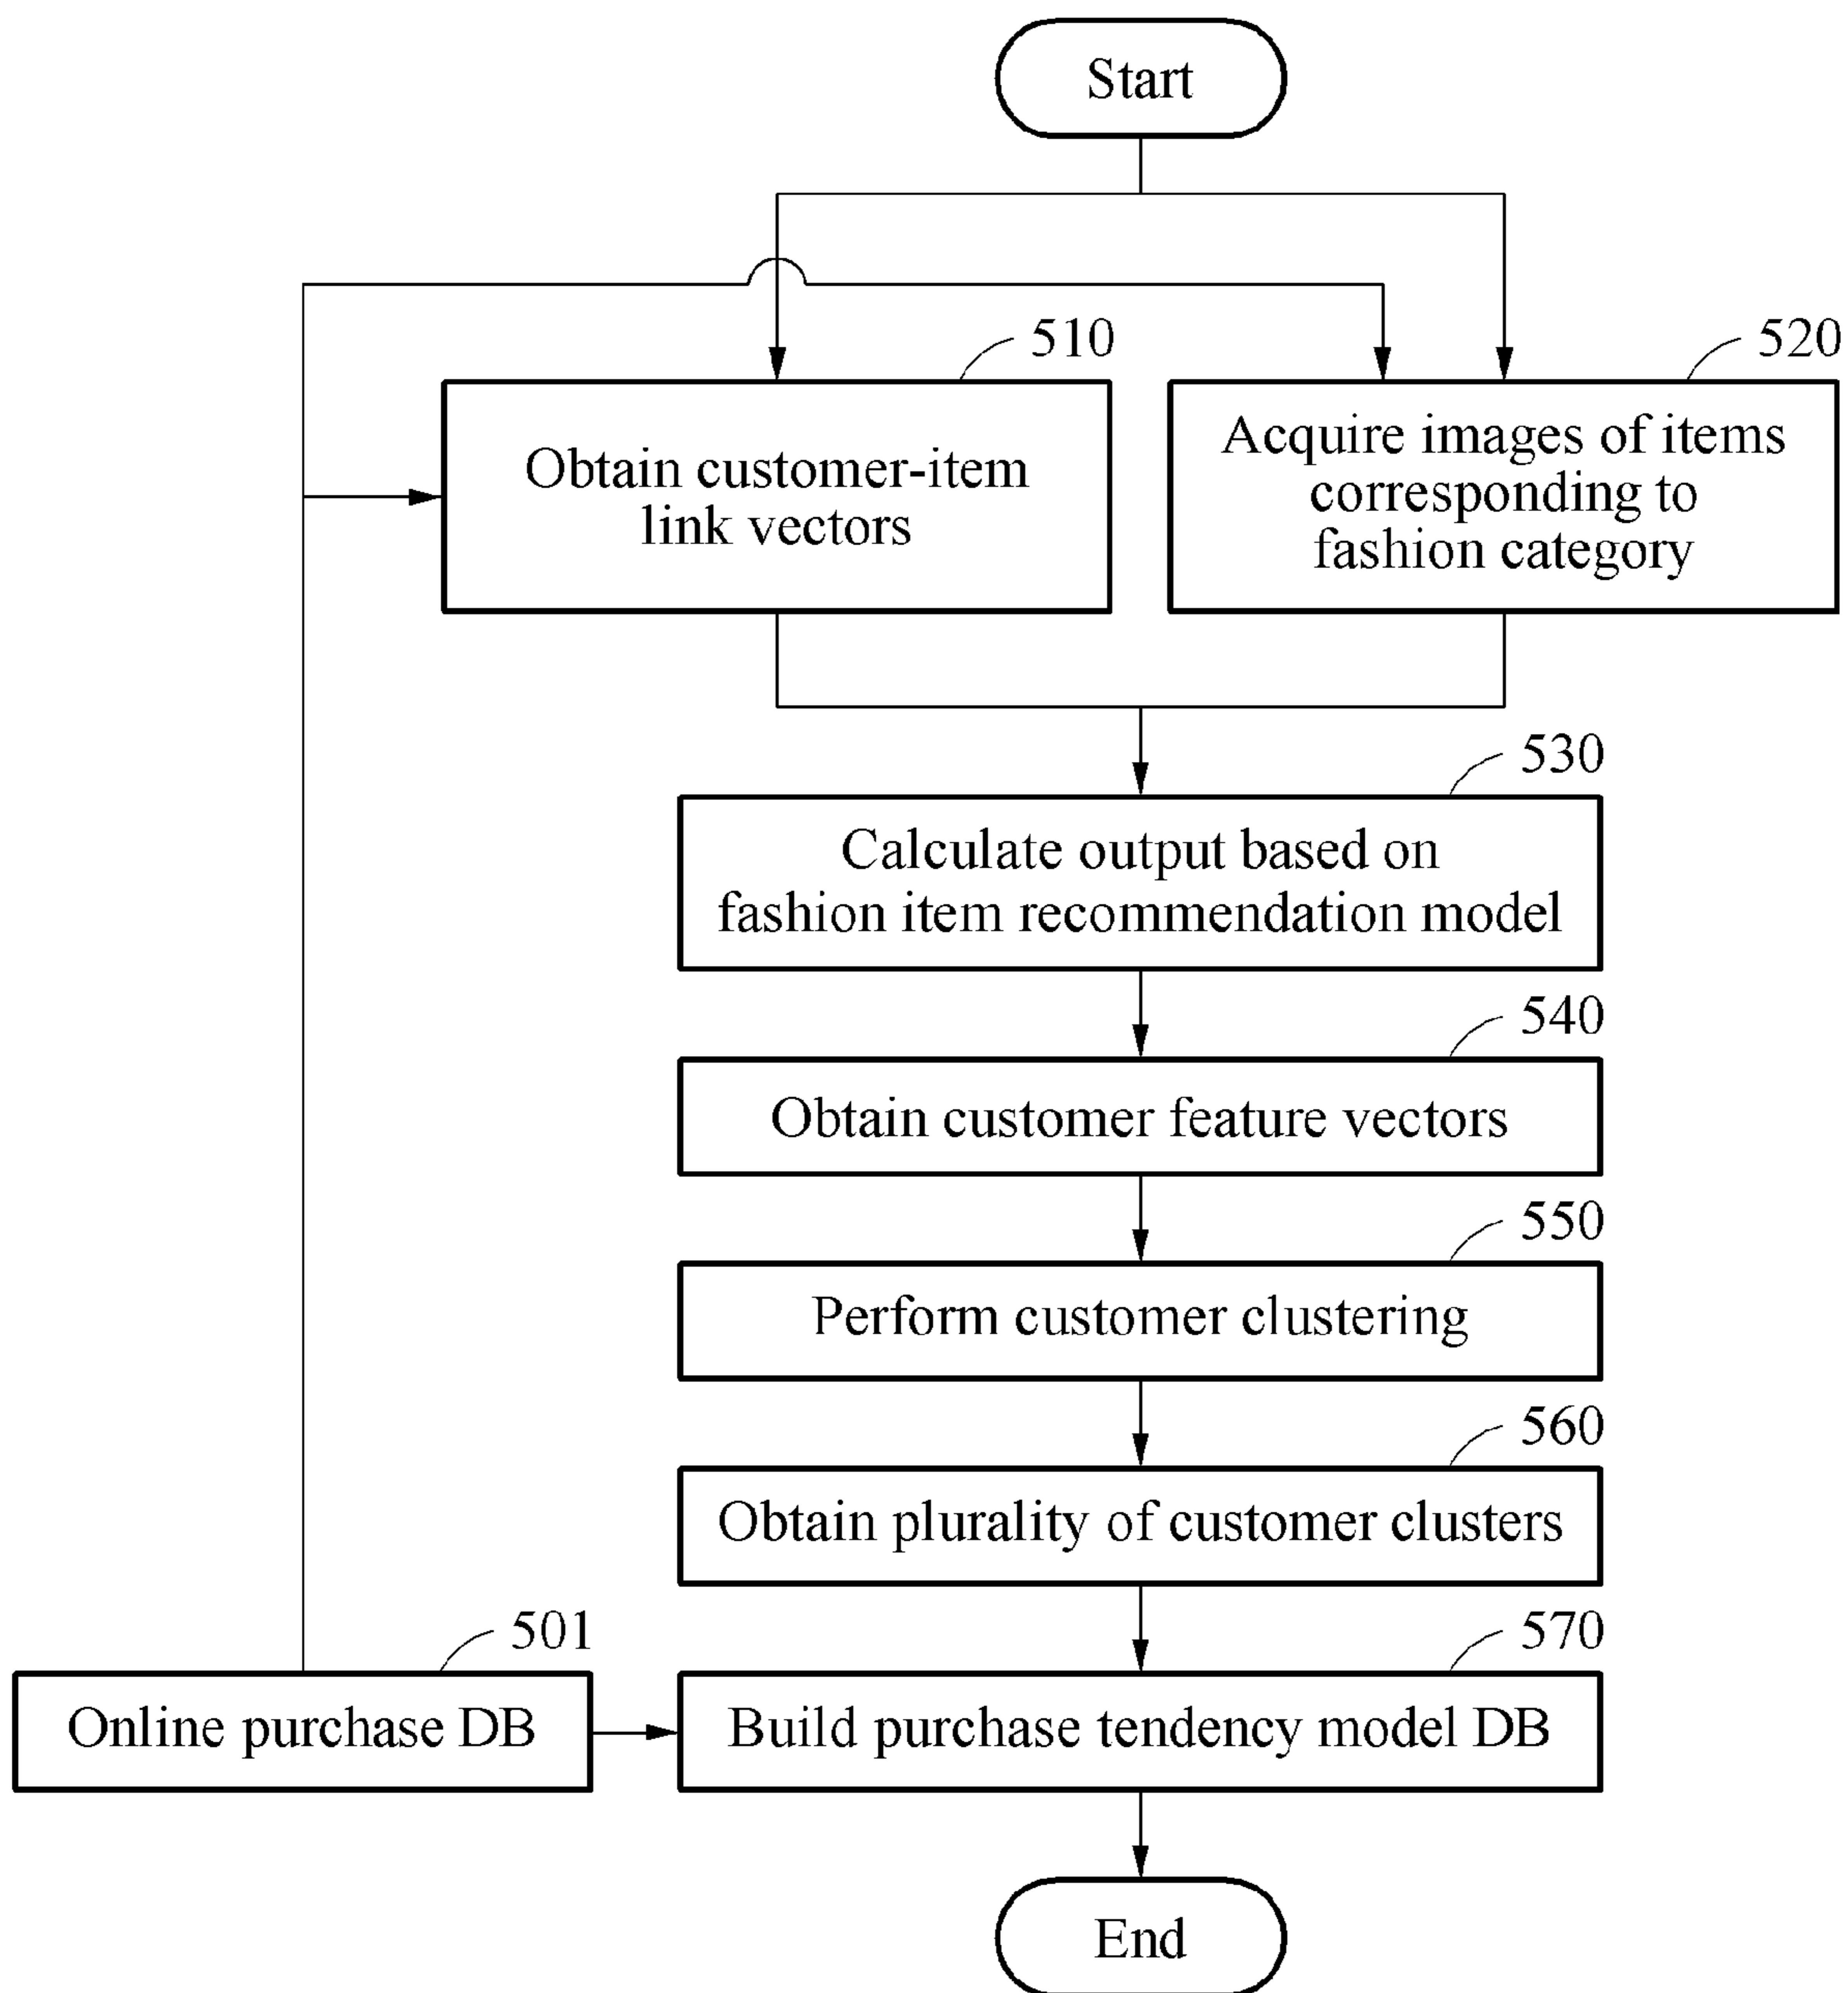 Start
510
520
Obtain customer-item
link vectors
Acquire images of items
corresponding to
fashion category
530
Calculate output based on
fashion item recommendation model
540
Obtain customer feature vectors
550
Perform customer clustering
560
Obtain plurality of customer clusters
501
570
Online purchase DB
Build purchase tendency model DB
End